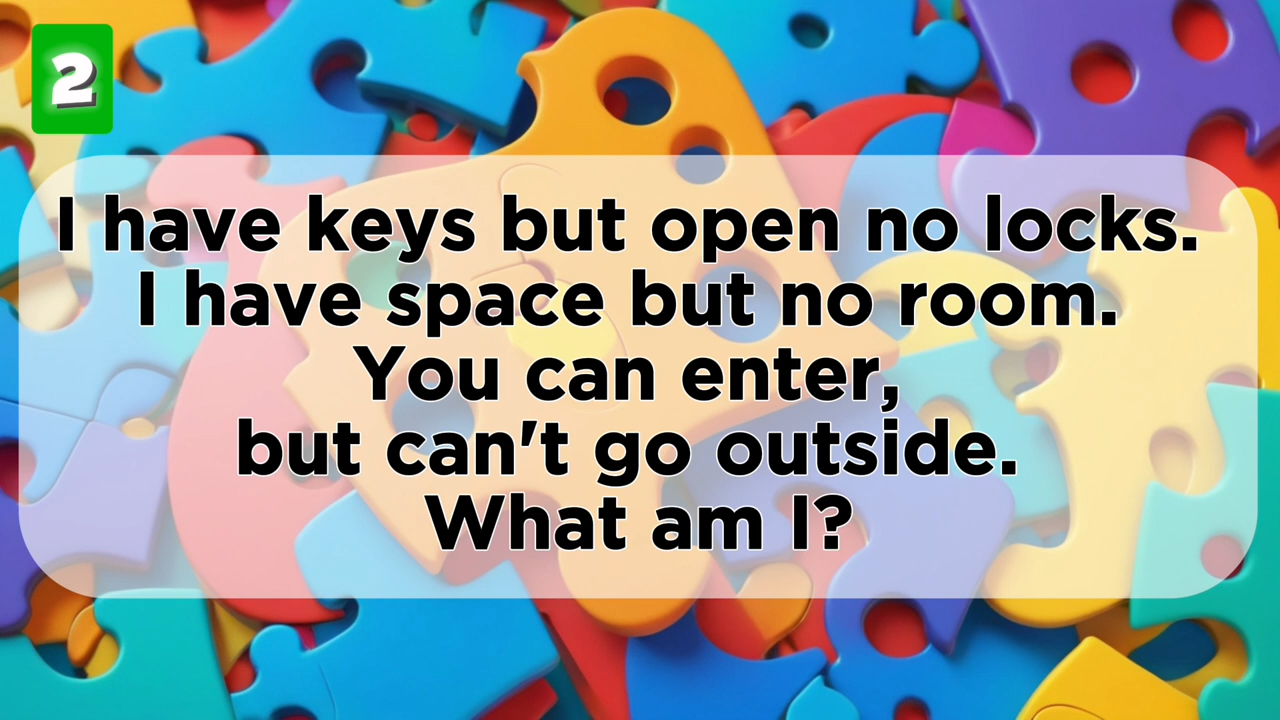 2
I have keys but open no locks.
I have space but no room.
You can enter,
but can't go outside.
What am I?